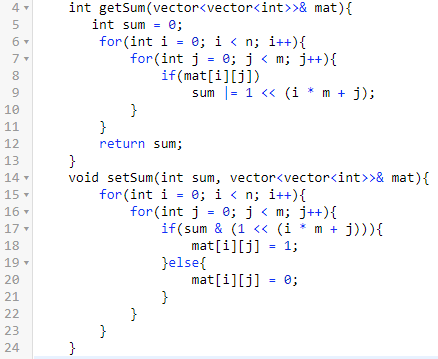 4 int getSum(vector<vector<int>>& mat){
5 int sum = 0;
6 for(int i = 0; i < n; i++){
7 for(int j = 0; j < m; j++){
8 if(mat[i][j])
9 sum |= 1 << (i * m + j);
10 }
11 }
12 return sum;
13 }
14 void setSum(int sum, vector<vector<int>>& mat){
15 for(int i = 0; i < n; i++){
16 for(int j = 0; j < m; j++){
17 if(sum & (1 << (i * m + j))){
18 mat[i][j] = 1;
19 }else{
20 mat[i][j] = 0;
21 }
22 }
23 }
24 }